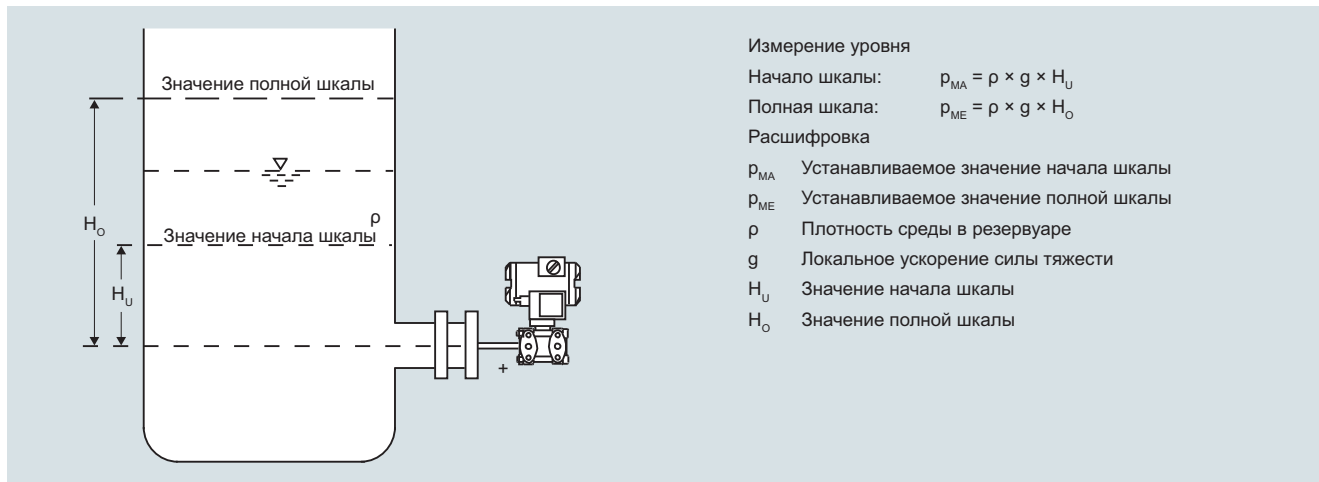 Значение полной шкалы
ρ
Значение начала шкалы
H_O
H_U
+
Измерение уровня
Начало шкалы: p_MA = ρ × g × H_U
Полная шкала: p_ME = ρ × g × H_O
Расшифровка
p_MA Устанавливаемое значение начала шкалы
p_ME Устанавливаемое значение полной шкалы
ρ Плотность среды в резервуаре
g Локальное ускорение силы тяжести
H_U Значение начала шкалы
H_O Значение полной шкалы